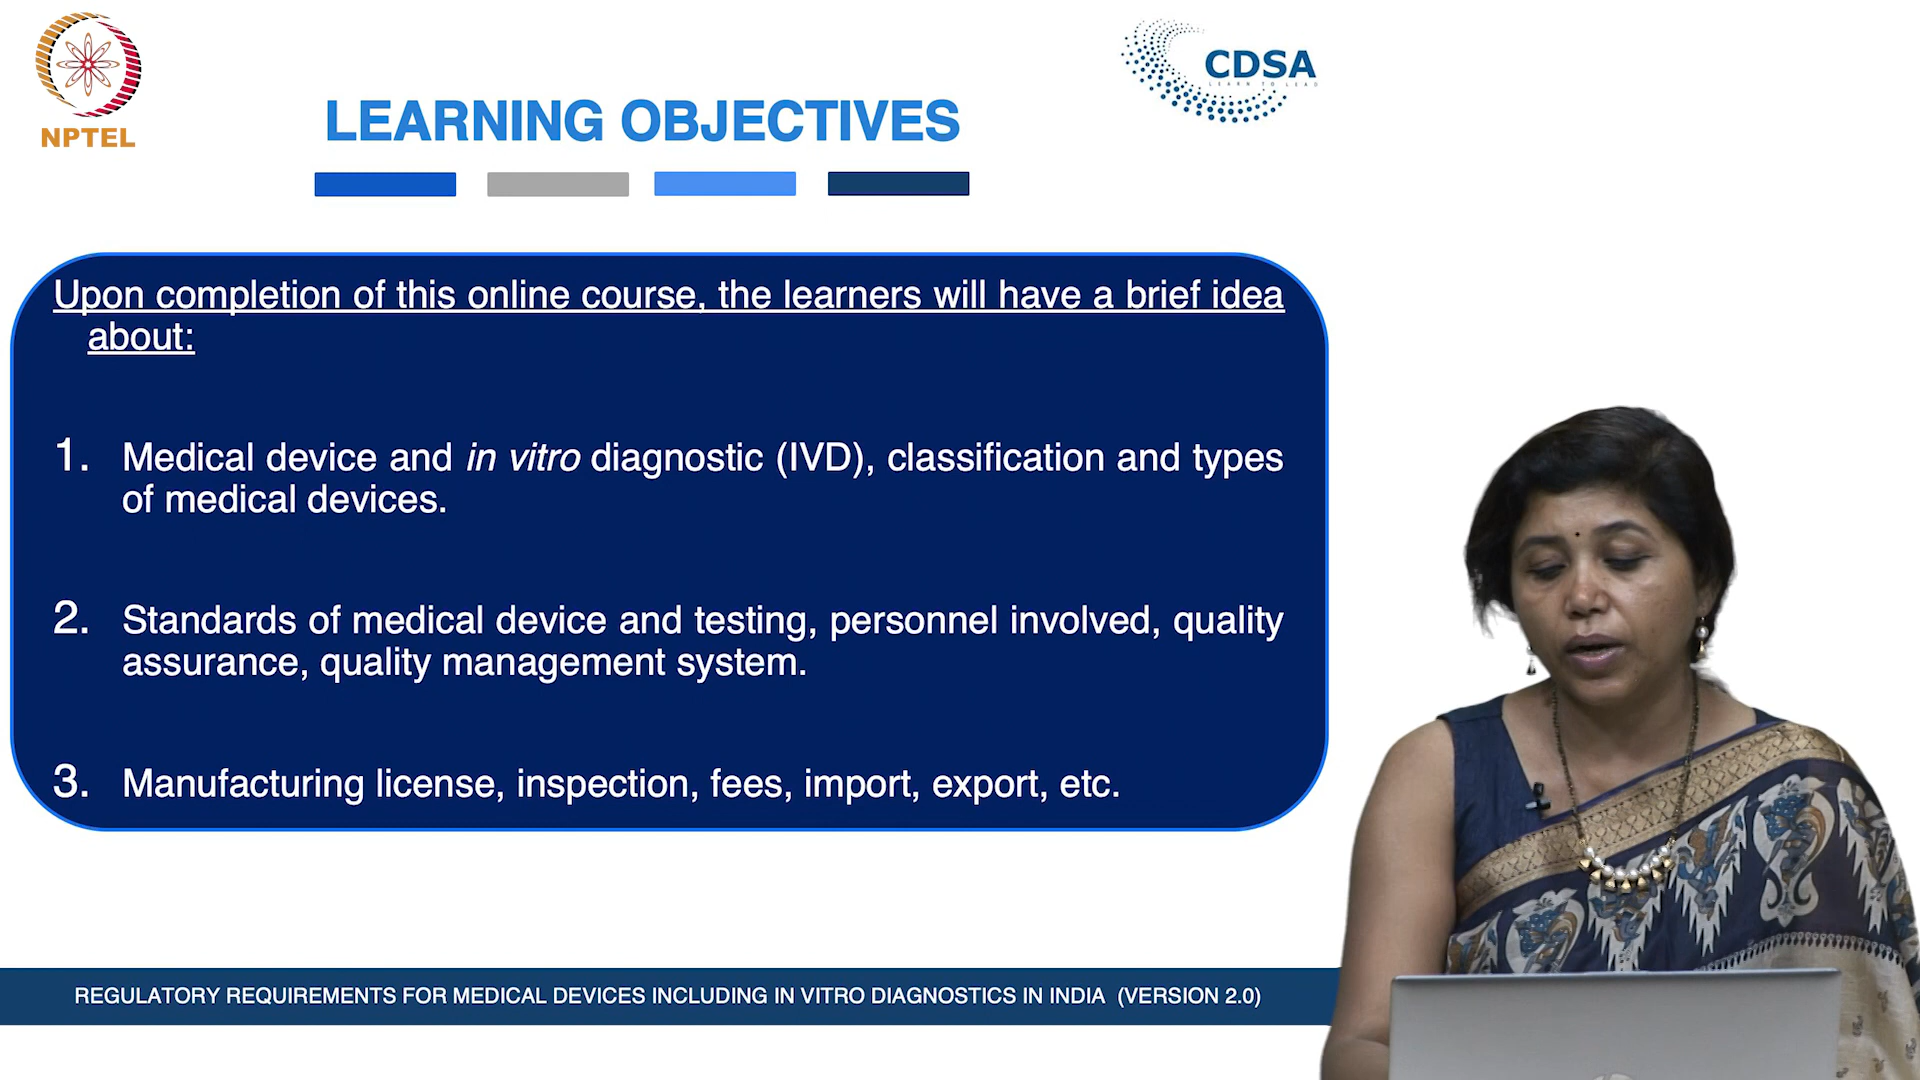 NPTEL
CDSA
LEARN TO LEAD
LEARNING OBJECTIVES
Upon completion of this online course, the learners will have a brief idea
about:
1. Medical device and in vitro diagnostic (IVD), classification and types
of medical devices.
2. Standards of medical device and testing, personnel involved, quality
assurance, quality management system.
3. Manufacturing license, inspection, fees, import, export, etc.
REGULATORY REQUIREMENTS FOR MEDICAL DEVICES INCLUDING IN VITRO DIAGNOSTICS IN INDIA (VERSION 2.0)